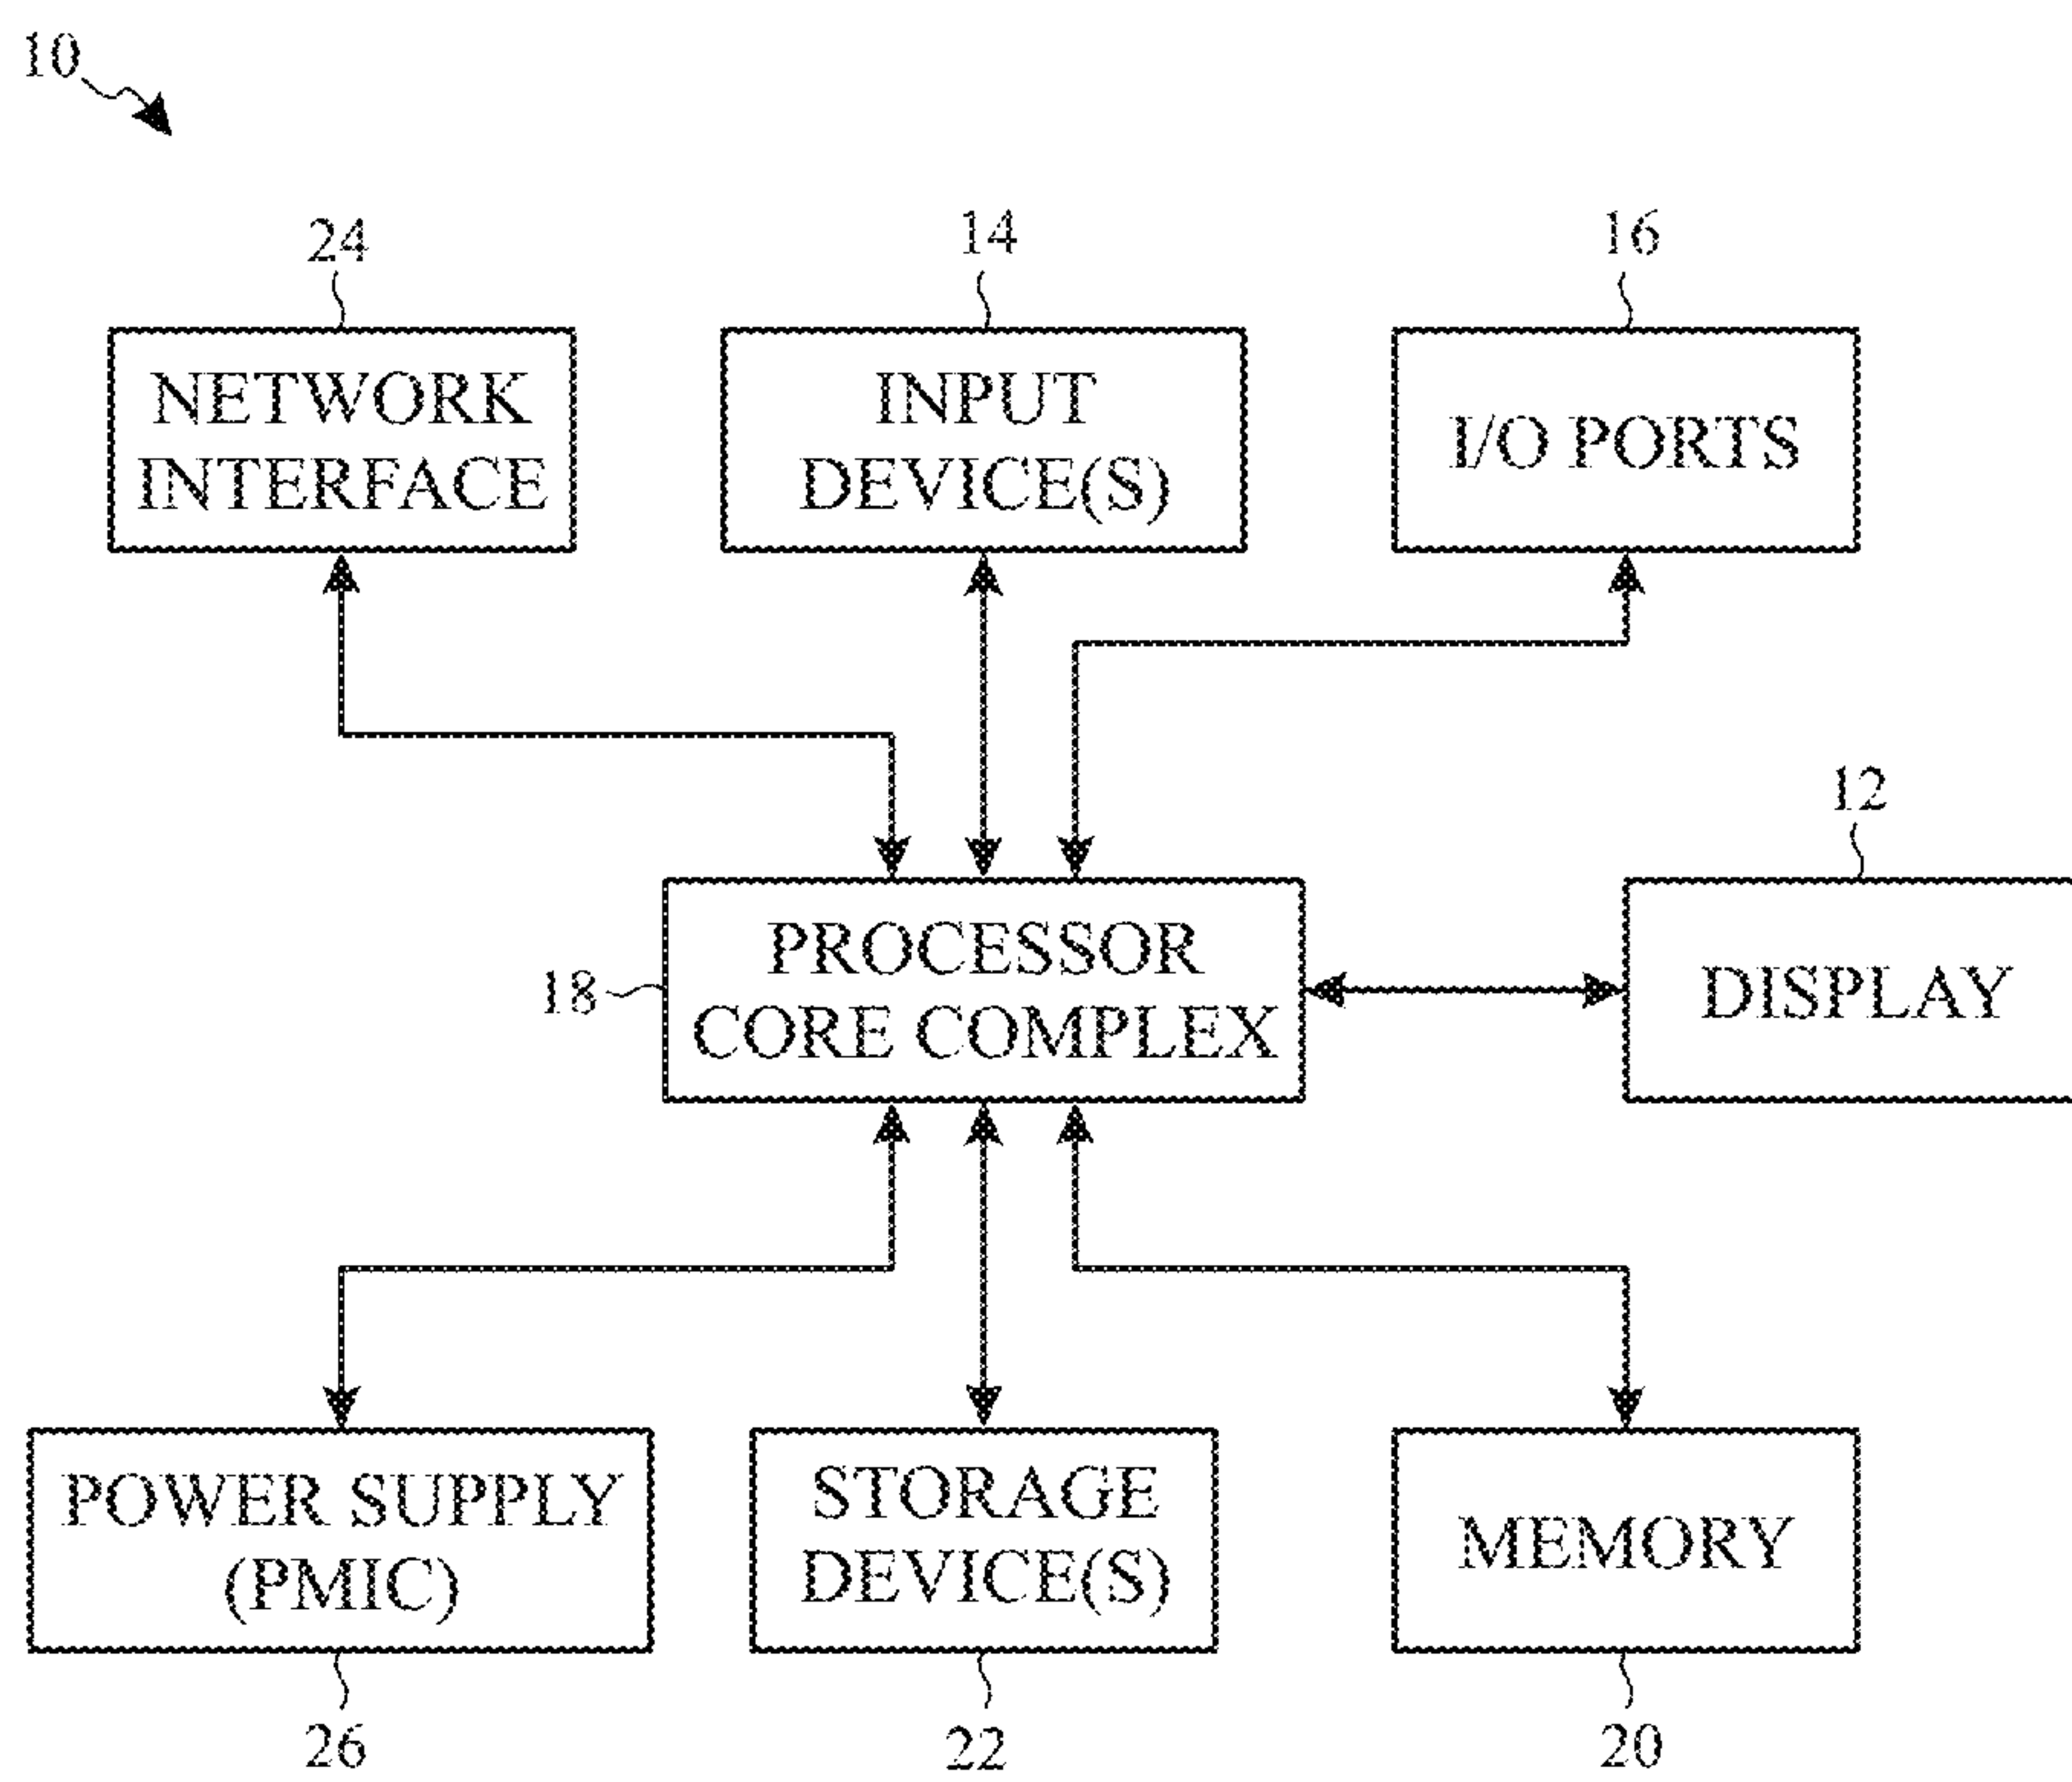 10
24
14
16
NETWORK
INTERFACE
INPUT
DEVICE(S)
I/O PORTS
12
18
PROCESSOR
CORE COMPLEX
DISPLAY
POWER SUPPLY
(PMIC)
STORAGE
DEVICE(S)
MEMORY
26
22
20